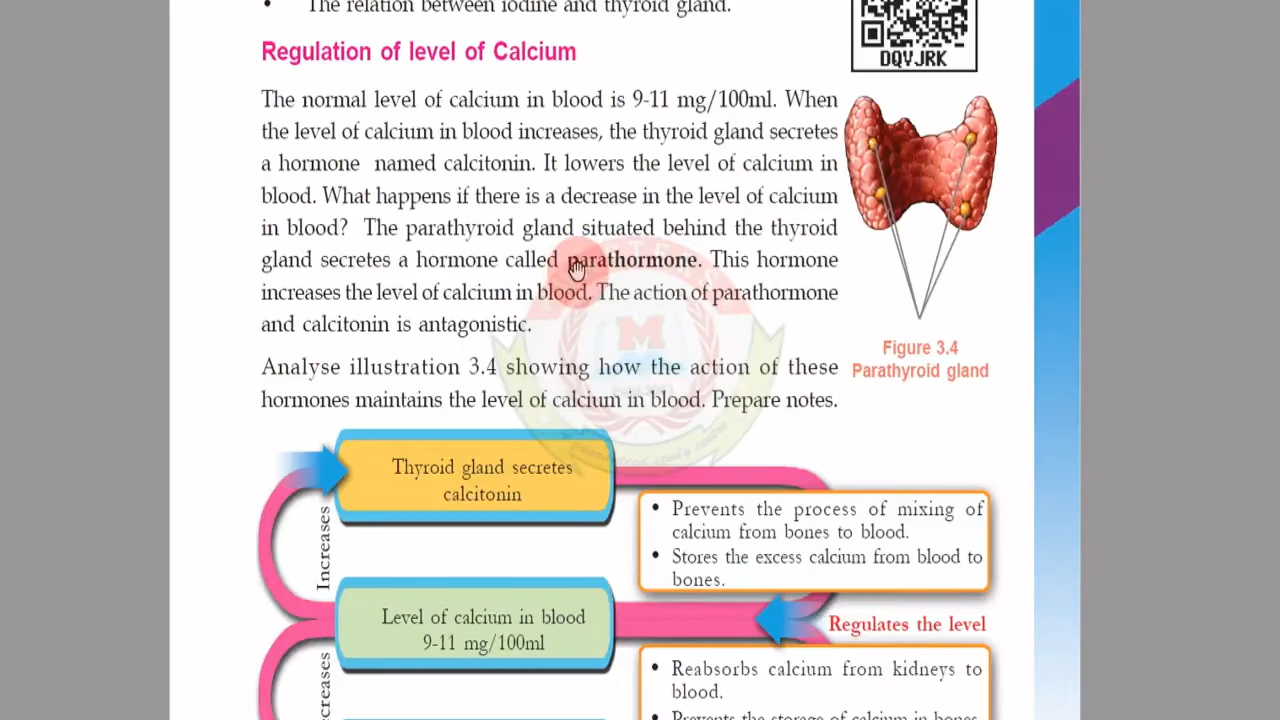 • The relation between iodine and thyroid gland.
DQVJRK
Regulation of level of Calcium
The normal level of calcium in blood is 9-11 mg/100ml. When
the level of calcium in blood increases, the thyroid gland secretes
a hormone named calcitonin. It lowers the level of calcium in
blood. What happens if there is a decrease in the level of calcium
in blood? The parathyroid gland situated behind the thyroid
gland secretes a hormone called parathormone. This hormone
increases the level of calcium in blood. The action of parathormone
and calcitonin is antagonistic.
Figure 3.4
Parathyroid gland
Analyse illustration 3.4 showing how the action of these
hormones maintains the level of calcium in blood. Prepare notes.
Thyroid gland secretes
calcitonin
• Prevents the process of mixing of
calcium from bones to blood.
• Stores the excess calcium from blood to
bones.
Increases
Level of calcium in blood
9-11 mg/100ml
Regulates the level
• Reabsorbs calcium from kidneys to
blood.
• Prevents the storage of calcium in bones
M